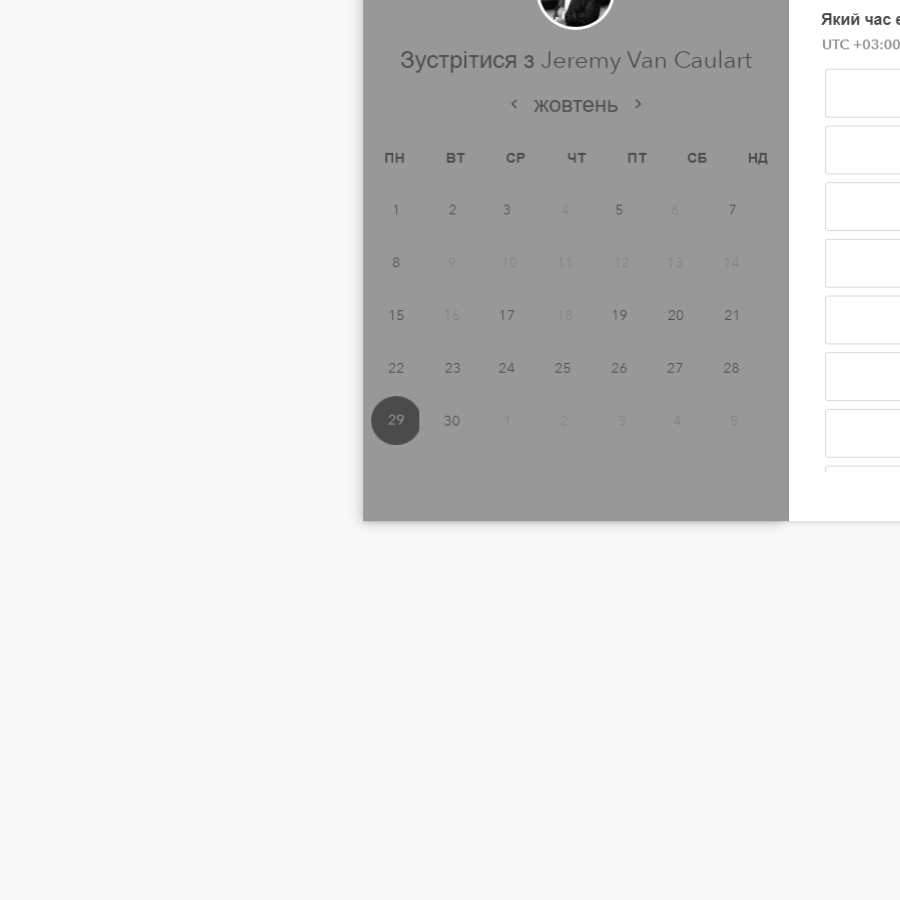 Зустрітися з Jeremy Van Caulart
‹ жовтень ›
ПН ВТ СР ЧТ ПТ СБ НД
1 2 3 4 5 6 7
8 9 10 11 12 13 14
15 16 17 18 19 20 21
22 23 24 25 26 27 28
29 30 1 2 3 4 5
Який час
UTC +03:00